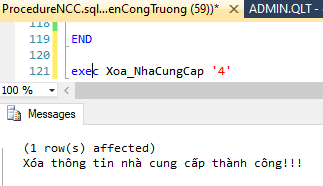 ProcedureNCC.sql...enCongTruong (59))* ADMIN.QLT - 
118
119
120 END
121 exec Xoa_NhaCungCap '4'
100 %
Messages
(1 row(s) affected)
Xóa thông tin nhà cung cấp thành công!!!